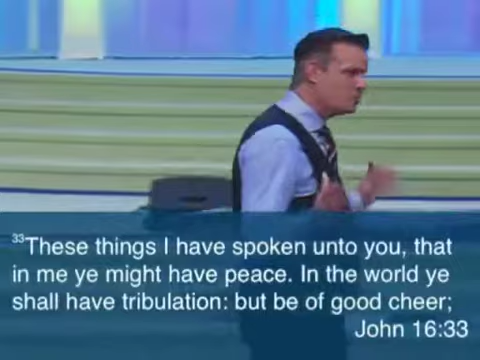 33These things I have spoken unto you, that
in me ye might have peace. In the world ye
shall have tribulation: but be of good cheer;
John 16:33